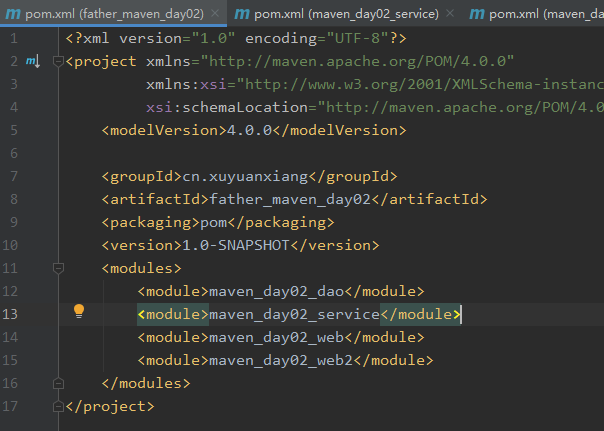 pom.xml (father_maven_day02) × pom.xml (maven_day02_service) × pom.xml (maven_da
1 <?xml version="1.0" encoding="UTF-8"?>
2 <project xmlns="http://maven.apache.org/POM/4.0.0"
3 xmlns:xsi="http://www.w3.org/2001/XMLSchema-instanc
4 xsi:schemaLocation="http://maven.apache.org/POM/4.0
5 <modelVersion>4.0.0</modelVersion>
6
7 <groupId>cn.xuyuanxiang</groupId>
8 <artifactId>father_maven_day02</artifactId>
9 <packaging>pom</packaging>
10 <version>1.0-SNAPSHOT</version>
11 <modules>
12 <module>maven_day02_dao</module>
13 <module>maven_day02_service</module>
14 <module>maven_day02_web</module>
15 <module>maven_day02_web2</module>
16 </modules>
17 </project>